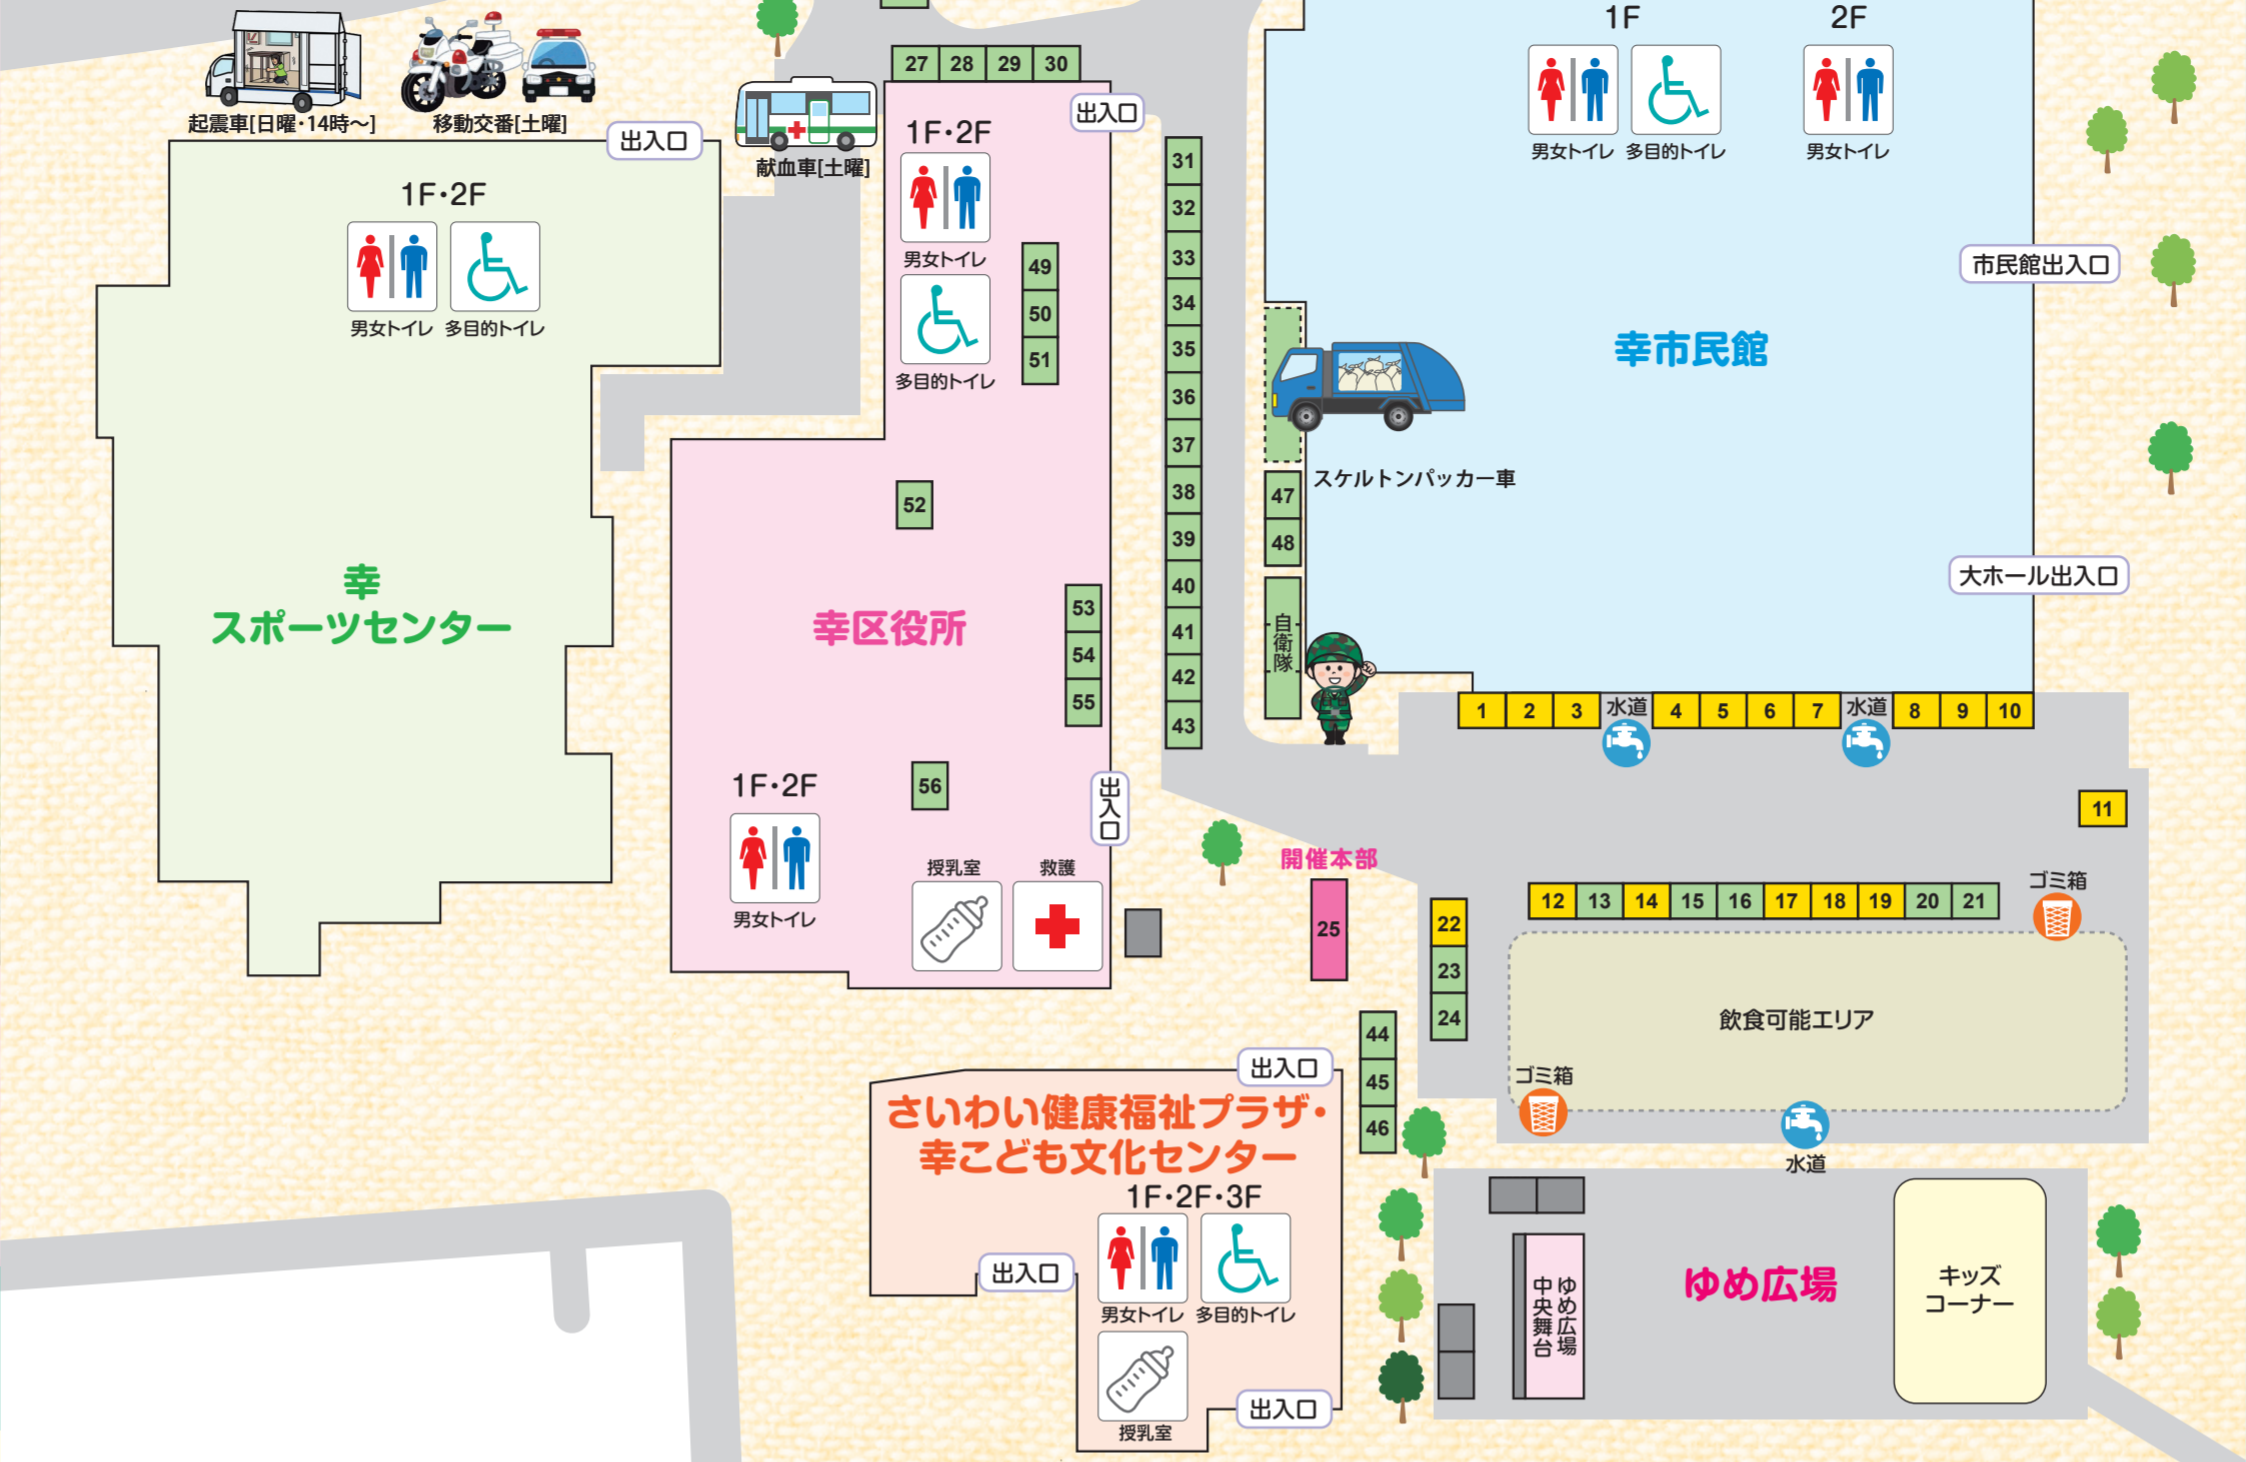 起震車[日曜・14時～]
移動交番[土曜]
出入口
献血車[土曜]
27 28 29 30
出入口
1F・2F
男女トイレ 多目的トイレ
幸
スポーツセンター
1F・2F
男女トイレ
多目的トイレ
49
50
51
52
幸区役所
53
54
55
56
1F・2F
男女トイレ
授乳室
救護
出入口
31
32
33
34
35
36
37
38
39
40
41
42
43
1F
男女トイレ 多目的トイレ
2F
男女トイレ
市民館出入口
幸市民館
スケルトンパッカー車
47
48
自衛隊
大ホール出入口
1 2 3 水道 4 5 6 7 水道 8 9 10
11
開催本部
25
12 13 14 15 16 17 18 19 20 21
ゴミ箱
22
23
24
飲食可能エリア
ゴミ箱
水道
44
45
46
出入口
さいわい健康福祉プラザ・
幸こども文化センター
1F・2F・3F
男女トイレ 多目的トイレ
出入口
授乳室
出入口
ゆめ広場
中央舞台
ゆめ広場
キッズ
コーナー